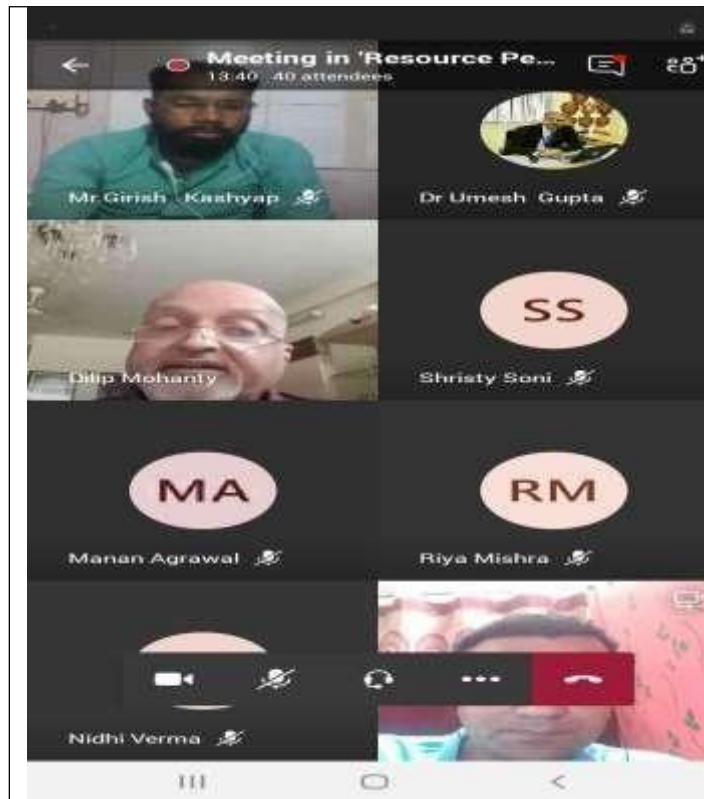 Meeting in 'Resource Pe...
13:40 40 attendees
Mr.Girish Kashyap
Dr Umesh Gupta
Dilip Mohanty
SS
Shristy Soni
MA
Manan Agrawal
RM
Riya Mishra
Nidhi Verma